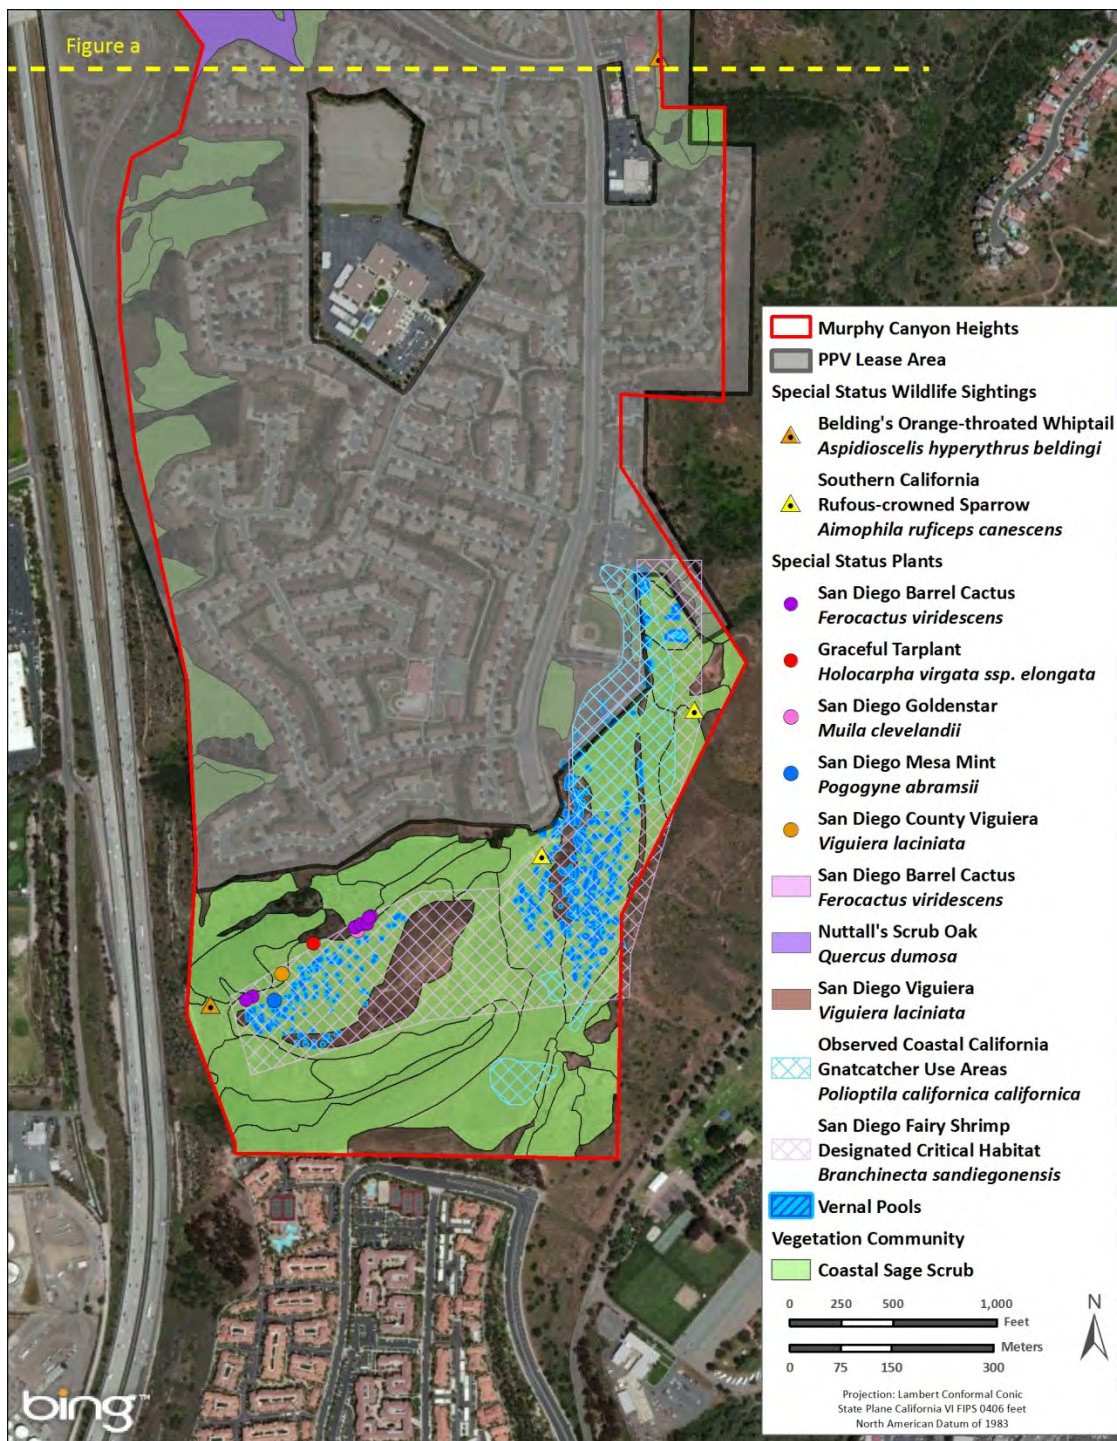 Figure a
Murphy Canyon Heights
PPV Lease Area
Special Status Wildlife Sightings
Belding's Orange-throated Whiptail
Aspidioscelis hyperythrus beldingi
Southern California
Rufous-crowned Sparrow
Aimophila ruficeps canescens
Special Status Plants
San Diego Barrel Cactus
Ferocactus viridescens
Graceful Tarplant
Holocarpha virgata ssp. elongata
San Diego Goldenstar
Muila clevelandii
San Diego Mesa Mint
Pogogyne abramsii
San Diego County Viguiera
Viguiera laciniata
San Diego Barrel Cactus
Ferocactus viridescens
Nuttall's Scrub Oak
Quercus dumosa
San Diego Viguiera
Viguiera laciniata
Observed Coastal California
Gnatcatcher Use Areas
Polioptila californica californica
San Diego Fairy Shrimp
Designated Critical Habitat
Branchinecta sandiegonensis
Vernal Pools
Vegetation Community
Coastal Sage Scrub
0 250 500 1,000
Feet
Meters
0 75 150 300
N
Projection: Lambert Conformal Conic
State Plane California VI FIPS 0406 feet
North American Datum of 1983
bing™